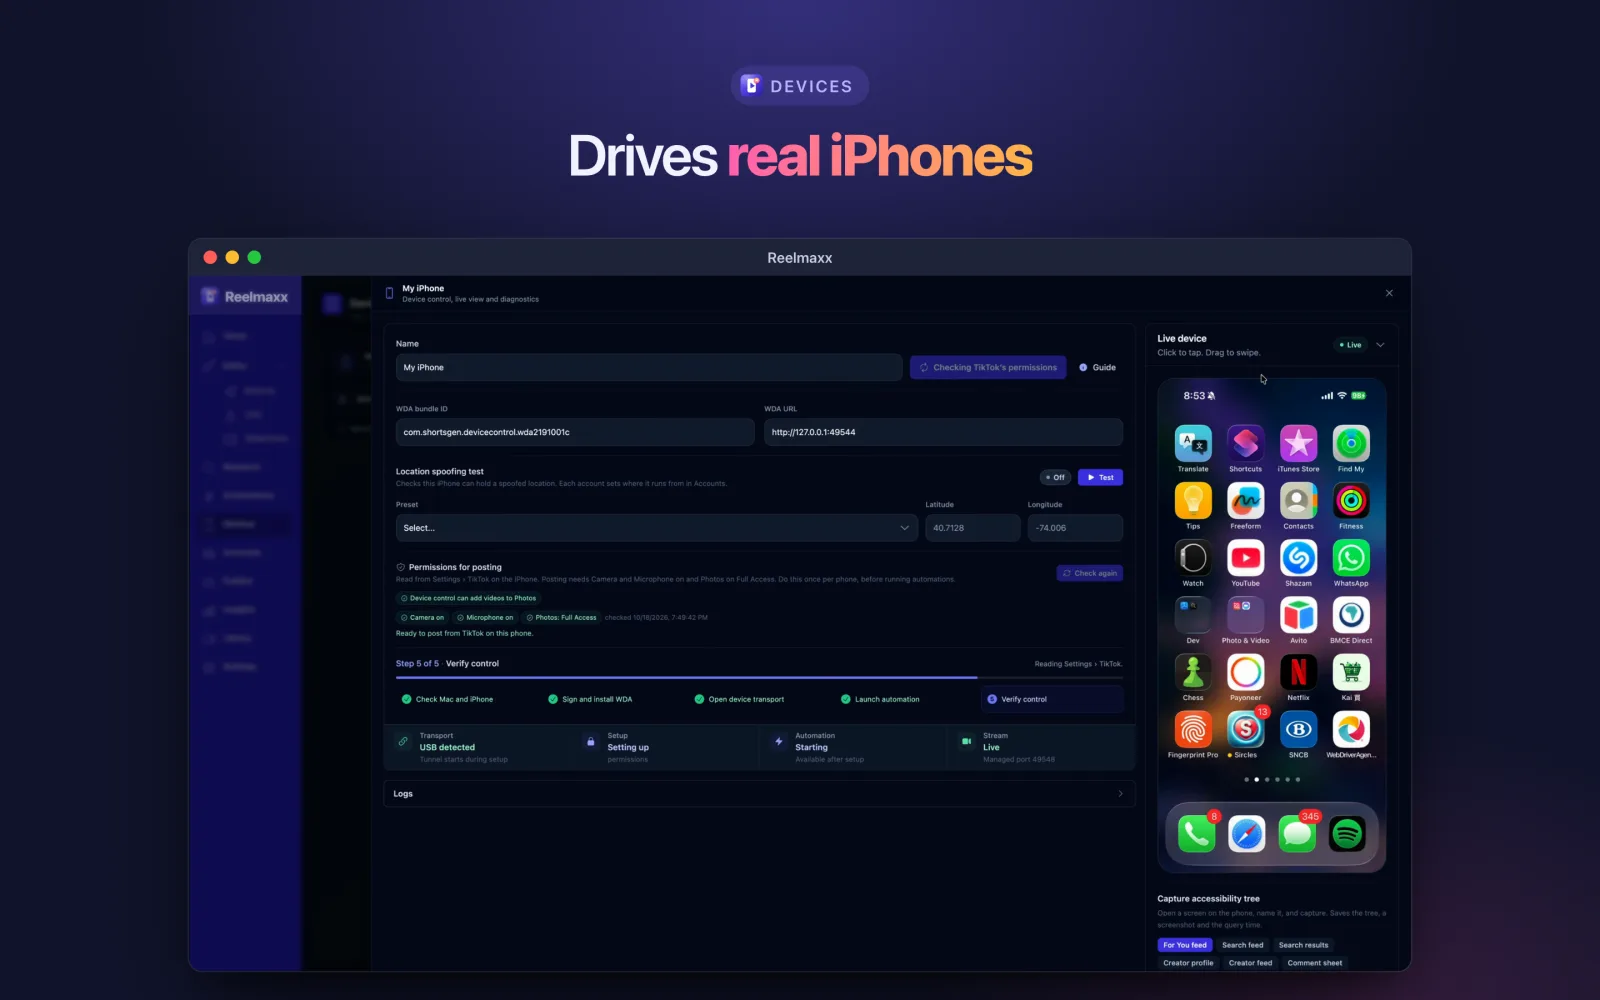 DEVICES
Drives real iPhones
Reelmaxx
Reelmaxx
My iPhone
Device control, live view and diagnostics
Name
My iPhone
Checking TikTok's permissions
Guide
WDA bundle ID
WDA URL
com.shortsgen.devicecontrol.wda2191001c
http://127.0.0.1:49544
Location spoofing test
Checks this iPhone can hold a spoofed location. Each account sets where it runs from in Accounts.
Off
Test
Preset
Latitude
Longitude
Select...
40.7128
-74.006
Permissions for posting
Read from Settings › TikTok on the iPhone. Posting needs Camera and Microphone on and Photos on Full Access. Do this once per phone, before running automations.
Check again
Device control can add videos to Photos
Camera on
Microphone on
Photos: Full Access
checked 10/18/2026, 7:49:42 PM
Ready to post from TikTok on this phone.
Step 5 of 5 · Verify control
Reading Settings › TikTok.
Check Mac and iPhone
Sign and install WDA
Open device transport
Launch automation
5 Verify control
Transport
USB detected
Tunnel starts during setup
Setup
Setting up
permissions
Automation
Starting
Available after setup
Stream
Live
Managed port 49548
Logs
Live device
Click to tap. Drag to swipe.
Live
8:53
98+
Translate
Shortcuts
iTunes Store
Find My
Tips
Freeform
Contacts
Fitness
Watch
YouTube
Shazam
WhatsApp
Dev
Photo & Video
Avito
BMCE Direct
Chess
Payoneer
Netflix
Kai 買
13
Fingerprint Pro
Sircles
SNCB
WebDriverAgen...
8
345
Capture accessibility tree
Open a screen on the phone, name it, and capture. Saves the tree, a
screenshot and the query time.
For You feed
Search feed
Search results
Creator profile
Creator feed
Comment sheet